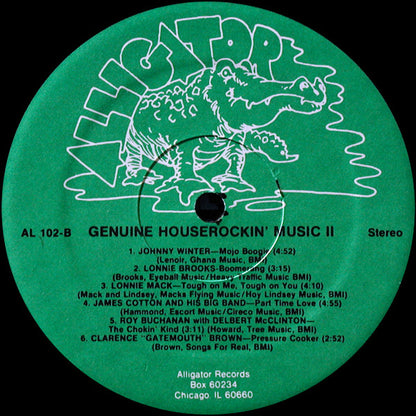 ALLIGATOR
AL 102-B GENUINE HOUSEROCKIN' MUSIC II Stereo
1. JOHNNY WINTER—Mojo Boogie (4:52)
(Lenoir, Ghana Music, BMI)
2. LONNIE BROOKS-Boomerang (3:15)
(Brooks, Eyeball Music/Heavy Traffic Music, BMI)
3. LONNIE MACK—Tough on Me, Tough on You (4:10)
(Mack and Lindsey, Macks Flying Music/Hoy Lindsey Music, BMI)
4. JAMES COTTON AND HIS BIG BAND—Part Time Love (4:55)
(Hammond, Escort Music/Cireco Music, BMI)
5. ROY BUCHANAN with DELBERT McCLINTON—
The Chokin' Kind (3:11) (Howard, Tree Music, BMI)
6. CLARENCE "GATEMOUTH" BROWN—Pressure Cooker (2:52)
(Brown, Songs For Real, BMI)
Alligator Records
Box 60234
Chicago, IL 60660